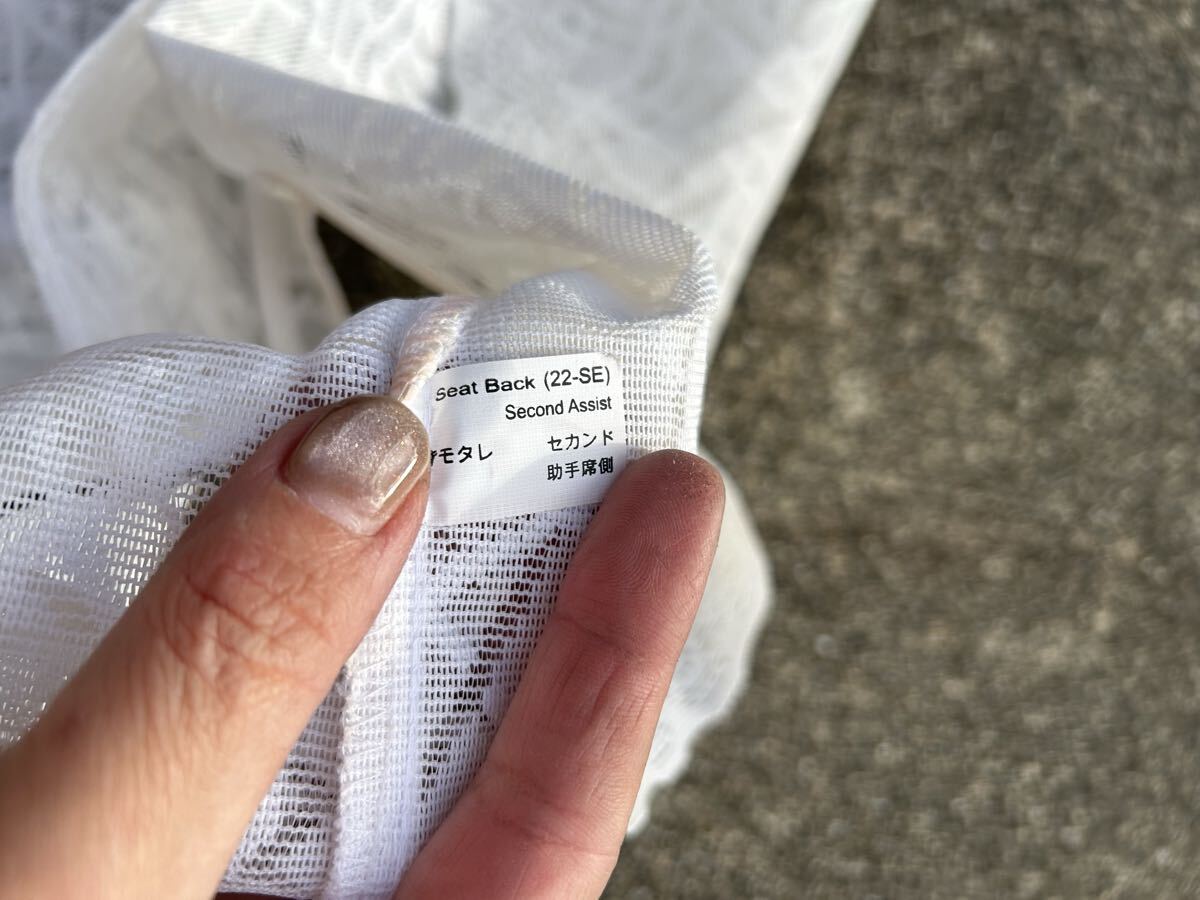 Seat Back (22-SE)
Second Assist
モタレ セカンド
助手席側